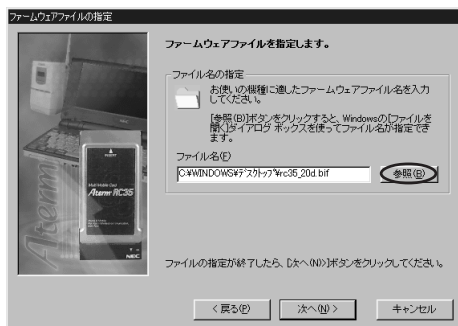 ファームウェアファイルの指定
ファームウェアファイルを指定します。
ファイル名の指定
お使いの機種に適したファームウェアファイル名を入力
してください。
[参照(B)]ボタンをクリックすると、Windowsの[ファイルを
開く]ダイアログ ボックスを使ってファイル名が指定でき
ます。
ファイル名(F)
C:¥WINDOWS¥デスクトップ¥rc35_20d.bif
参照(B)
Aterm RC35
NEC
Aterm
ファイルの指定が終了したら、[次へ(N)>]ボタンをクリックしてください。
< 戻る(P)
次へ(N) >
キャンセル